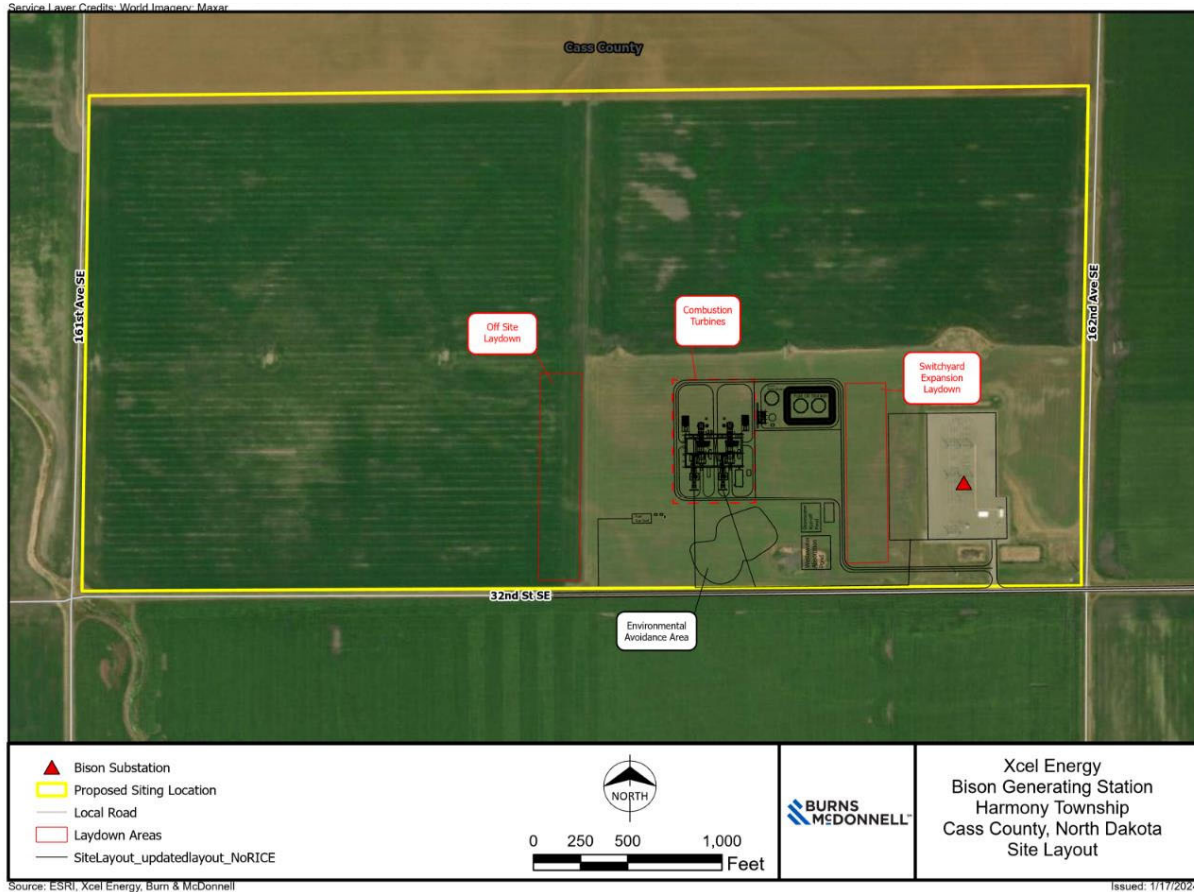 Service Layer Credits: World Imagery: Maxar
Cass County
161st Ave SE
162nd Ave SE
Off Site
Laydown
Combustion
Turbines
Switchyard
Expansion
Laydown
32nd St SE
Environmental
Avoidance Area
Bison Substation
Proposed Siting Location
Local Road
Laydown Areas
SiteLayout_updatedlayout_NoRICE
NORTH
0 250 500 1,000
Feet
BURNS
MCDONNELL
Xcel Energy
Bison Generating Station
Harmony Township
Cass County, North Dakota
Site Layout
Source: ESRI, Xcel Energy, Burn & McDonnell